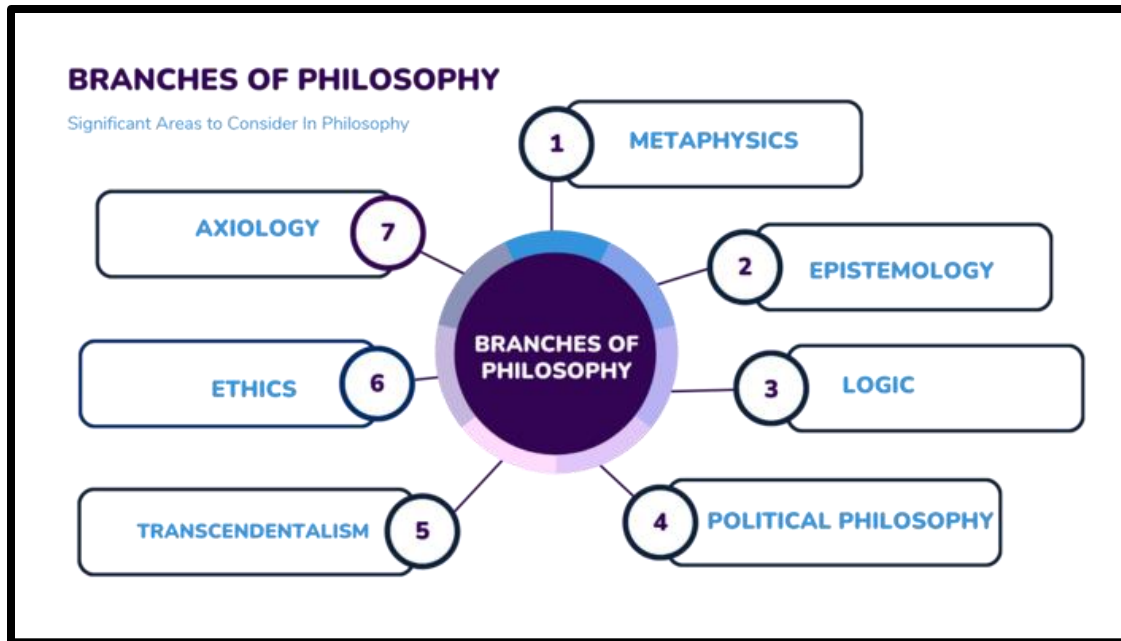 BRANCHES OF PHILOSOPHY
Significant Areas to Consider In Philosophy
1
METAPHYSICS
2
EPISTEMOLOGY
3
LOGIC
4
POLITICAL PHILOSOPHY
5
TRANSCENDENTALISM
6
ETHICS
7
AXIOLOGY
BRANCHES OF
PHILOSOPHY